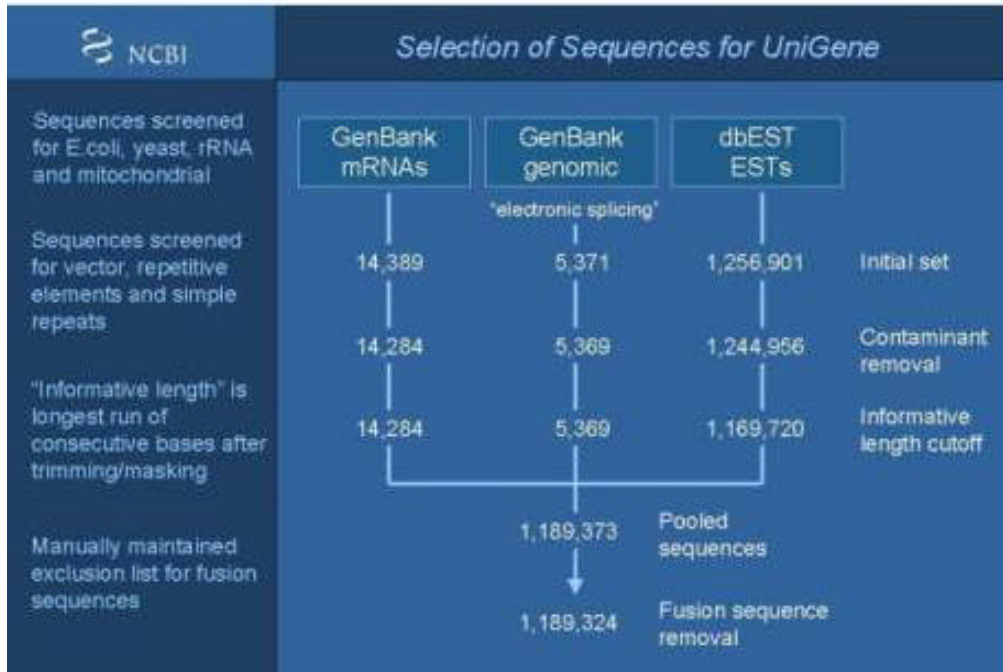 NCBI
Selection of Sequences for UniGene
Sequences screened
for E.coli, yeast, rRNA
and mitochondrial
Sequences screened
for vector, repetitive
elements and simple
repeats
"Informative length" is
longest run of
consecutive bases after
trimming/masking
Manually maintained
exclusion list for fusion
sequences
GenBank
mRNAs
GenBank
genomic
dbEST
ESTs
"electronic splicing"
14,389 5,371 1,256,901 Initial set
14,284 5,369 1,244,956 Contaminant
removal
14,284 5,369 1,169,720 Informative
length cutoff
1,189,373 Pooled
sequences
1,189,324 Fusion sequence
removal